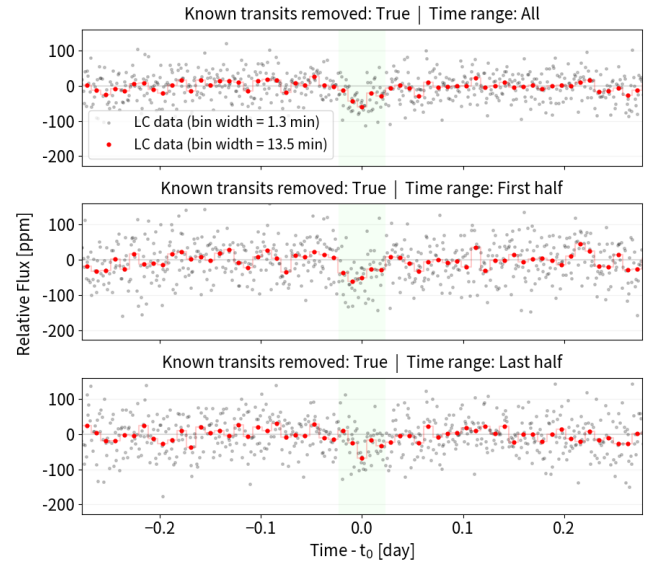 Known transits removed: True | Time range: All
100
0
-100
-200
LC data (bin width = 1.3 min)
LC data (bin width = 13.5 min)
Known transits removed: True | Time range: First half
Relative Flux [ppm]
100
0
-100
-200
Known transits removed: True | Time range: Last half
100
0
-100
-200
−0.2 −0.1 0.0 0.1 0.2
Time - t₀ [day]